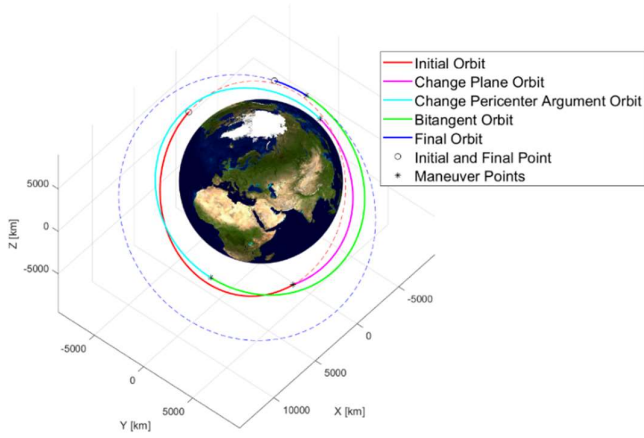 Initial Orbit
Change Plane Orbit
Change Pericenter Argument Orbit
Bitangent Orbit
Final Orbit
Initial and Final Point
Maneuver Points
Z [km]
5000
0
-5000
-5000
0
5000
Y [km]
-5000
0
5000
10000
X [km]